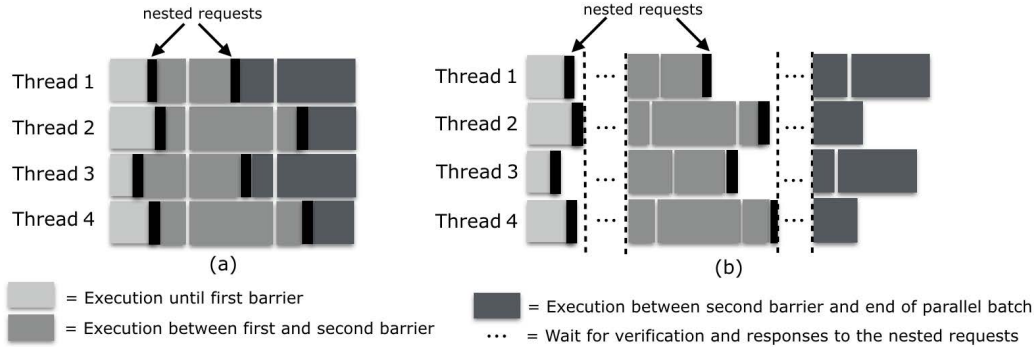 nested requests
nested requests
Thread 1
Thread 2
Thread 3
Thread 4
(a)
Thread 1
...
...
Thread 2
...
...
Thread 3
...
...
Thread 4
...
...
(b)
= Execution until first barrier
= Execution between first and second barrier
= Execution between second barrier and end of parallel batch
... = Wait for verification and responses to the nested requests